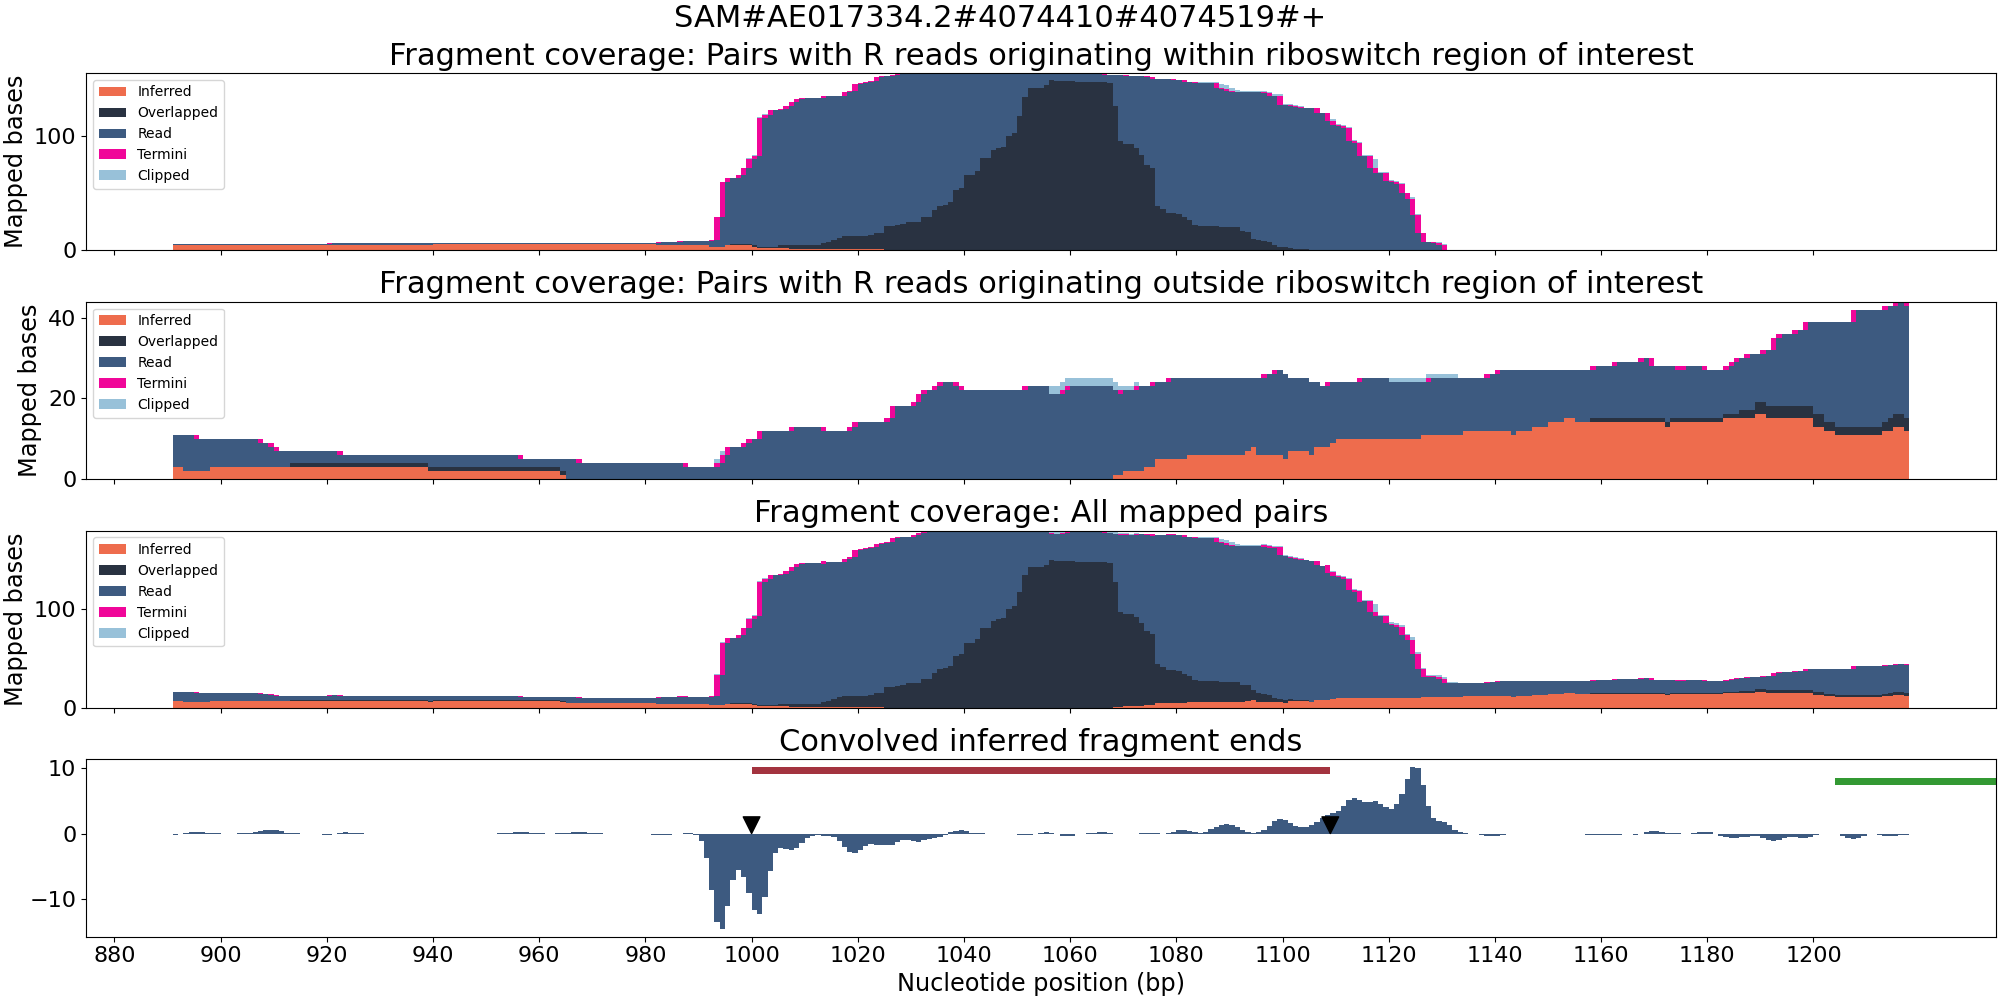 SAM#AE017334.2#4074410#4074519#+
Fragment coverage: Pairs with R reads originating within riboswitch region of interest
Mapped bases
100
0
Inferred
Overlapped
Read
Termini
Clipped
Fragment coverage: Pairs with R reads originating outside riboswitch region of interest
Mapped bases
40
20
0
Inferred
Overlapped
Read
Termini
Clipped
Fragment coverage: All mapped pairs
Mapped bases
100
0
Inferred
Overlapped
Read
Termini
Clipped
Convolved inferred fragment ends
10
0
−10
880 900 920 940 960 980 1000 1020 1040 1060 1080 1100 1120 1140 1160 1180 1200
Nucleotide position (bp)